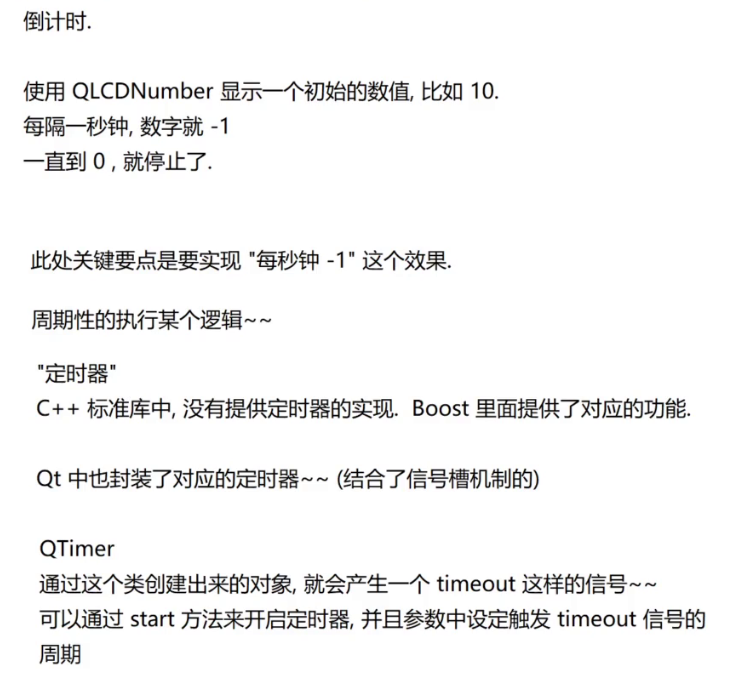 倒计时.
使用 QLCDNumber 显示一个初始的数值, 比如 10.
每隔一秒钟, 数字就 -1
一直到 0 , 就停止了.
此处关键要点是要实现 "每秒钟 -1" 这个效果.
周期性的执行某个逻辑~~
"定时器"
C++ 标准库中, 没有提供定时器的实现.  Boost 里面提供了对应的功能.
Qt 中也封装了对应的定时器~~ (结合了信号槽机制的)
QTimer
通过这个类创建出来的对象, 就会产生一个 timeout 这样的信号~~
可以通过 start 方法来开启定时器, 并且参数中设定触发 timeout 信号的
周期